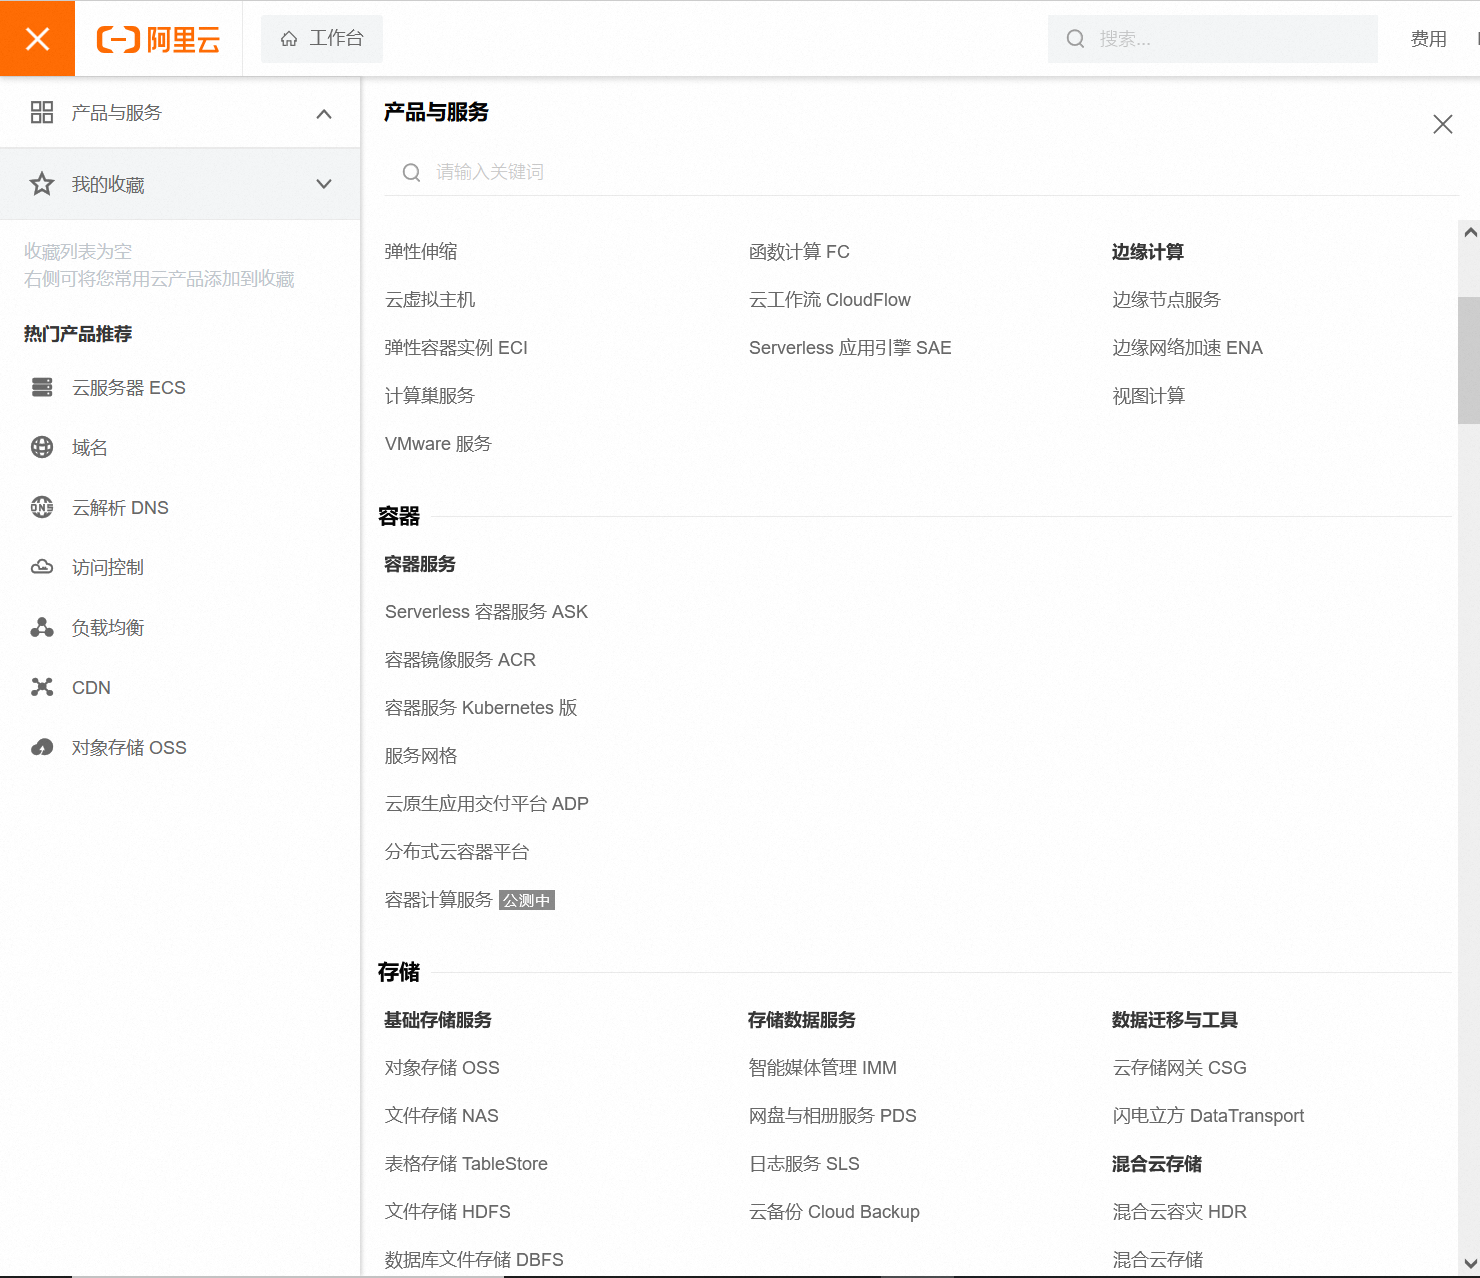 阿里云
工作台
搜索...
费用
产品与服务
我的收藏
收藏列表为空
右侧可将您常用云产品添加到收藏
热门产品推荐
云服务器 ECS
域名
云解析 DNS
访问控制
负载均衡
CDN
对象存储 OSS
产品与服务
请输入关键词
弹性伸缩
云虚拟主机
弹性容器实例 ECI
计算巢服务
VMware 服务
函数计算 FC
云工作流 CloudFlow
Serverless 应用引擎 SAE
边缘计算
边缘节点服务
边缘网络加速 ENA
视图计算
容器
容器服务
Serverless 容器服务 ASK
容器镜像服务 ACR
容器服务 Kubernetes 版
服务网格
云原生应用交付平台 ADP
分布式云容器平台
容器计算服务 公测中
存储
基础存储服务
对象存储 OSS
文件存储 NAS
表格存储 TableStore
文件存储 HDFS
数据库文件存储 DBFS
存储数据服务
智能媒体管理 IMM
网盘与相册服务 PDS
日志服务 SLS
云备份 Cloud Backup
数据迁移与工具
云存储网关 CSG
闪电立方 DataTransport
混合云存储
混合云容灾 HDR
混合云存储